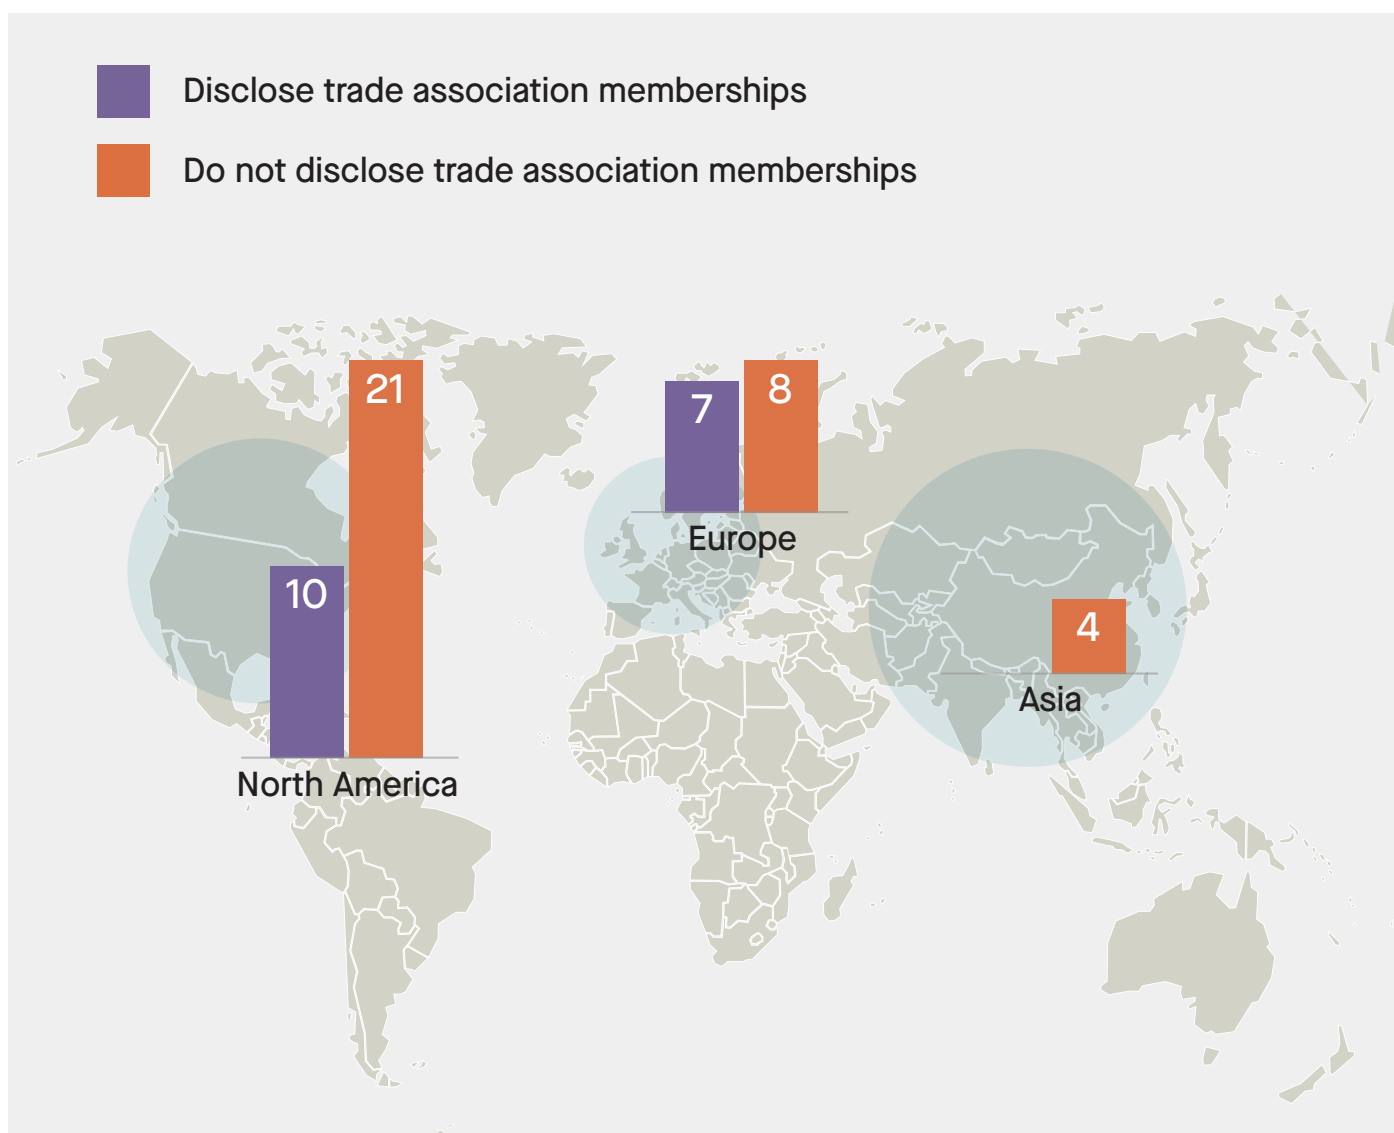 Disclose trade association memberships
Do not disclose trade association memberships
21
10
North America
7
8
Europe
4
Asia